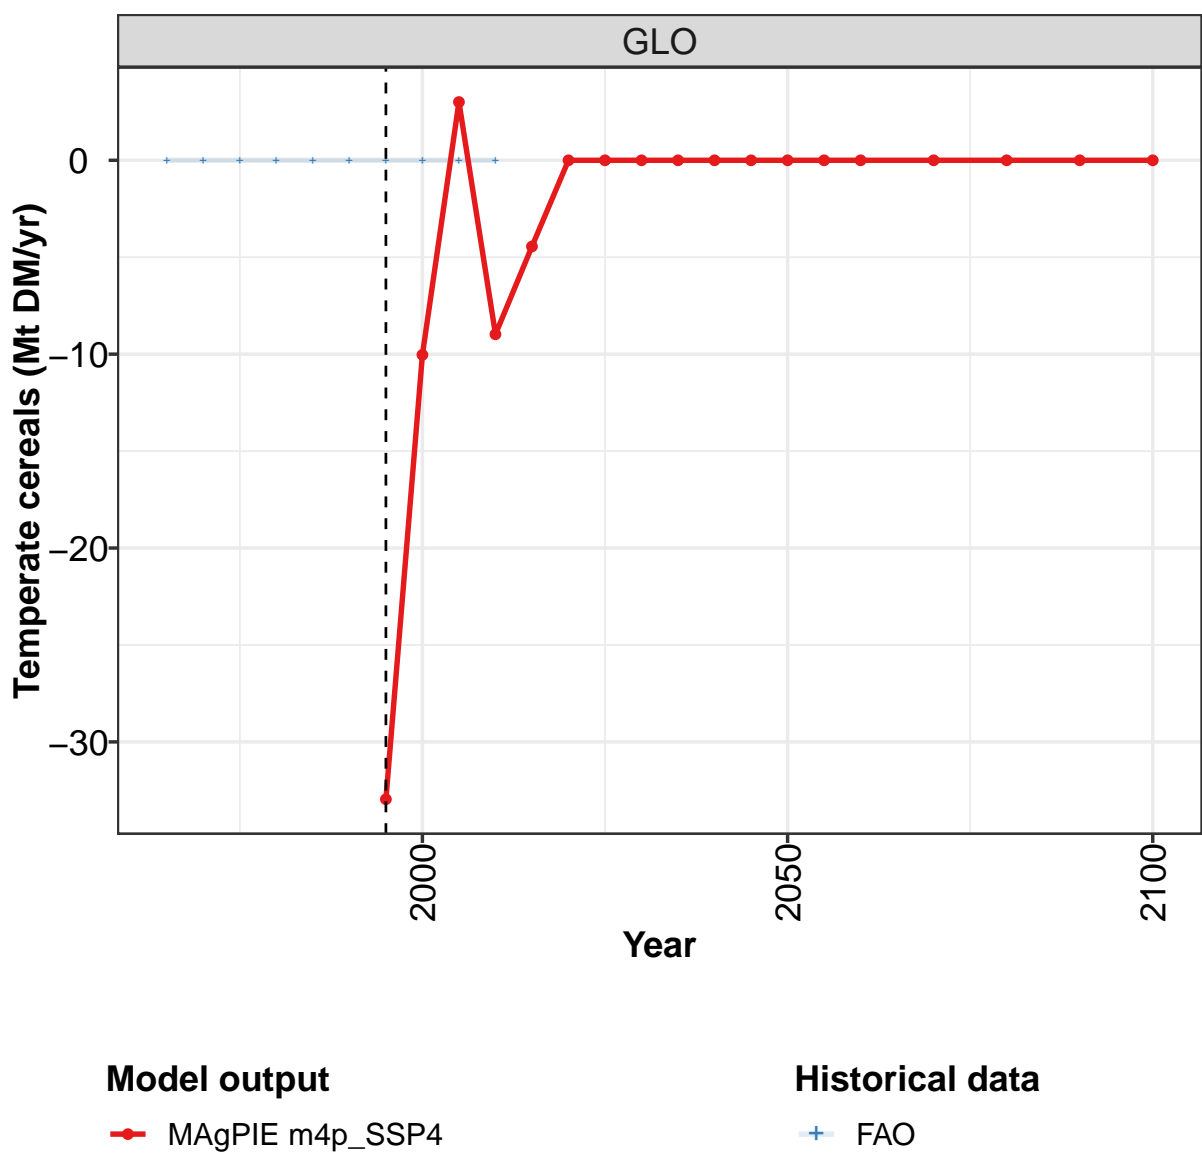 GLO
Temperate cereals (Mt DM/yr)
0
−10
−20
−30
2000
2050
2100
Year
Model output
MAgPIE m4p_SSP4
Historical data
FAO